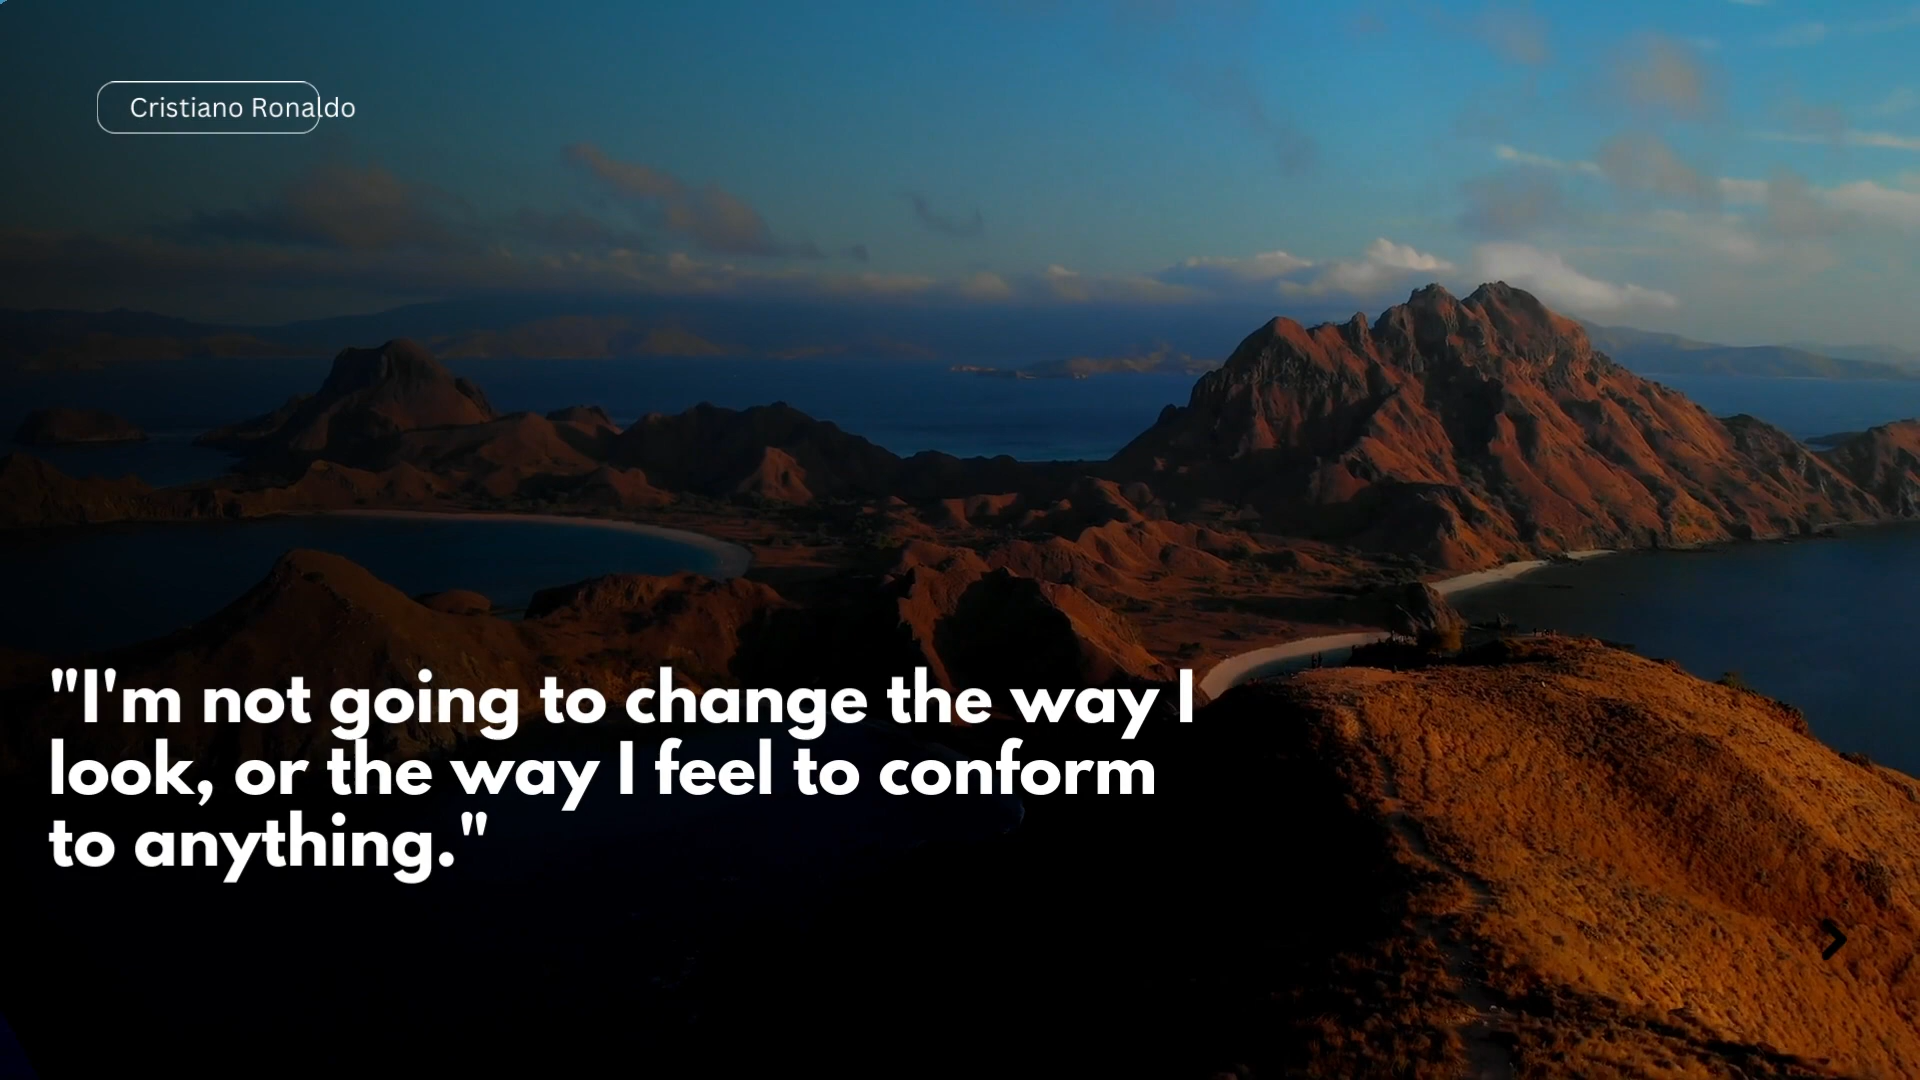 Cristiano Ronaldo
"I'm not going to change the way I
look, or the way I feel to conform
to anything."